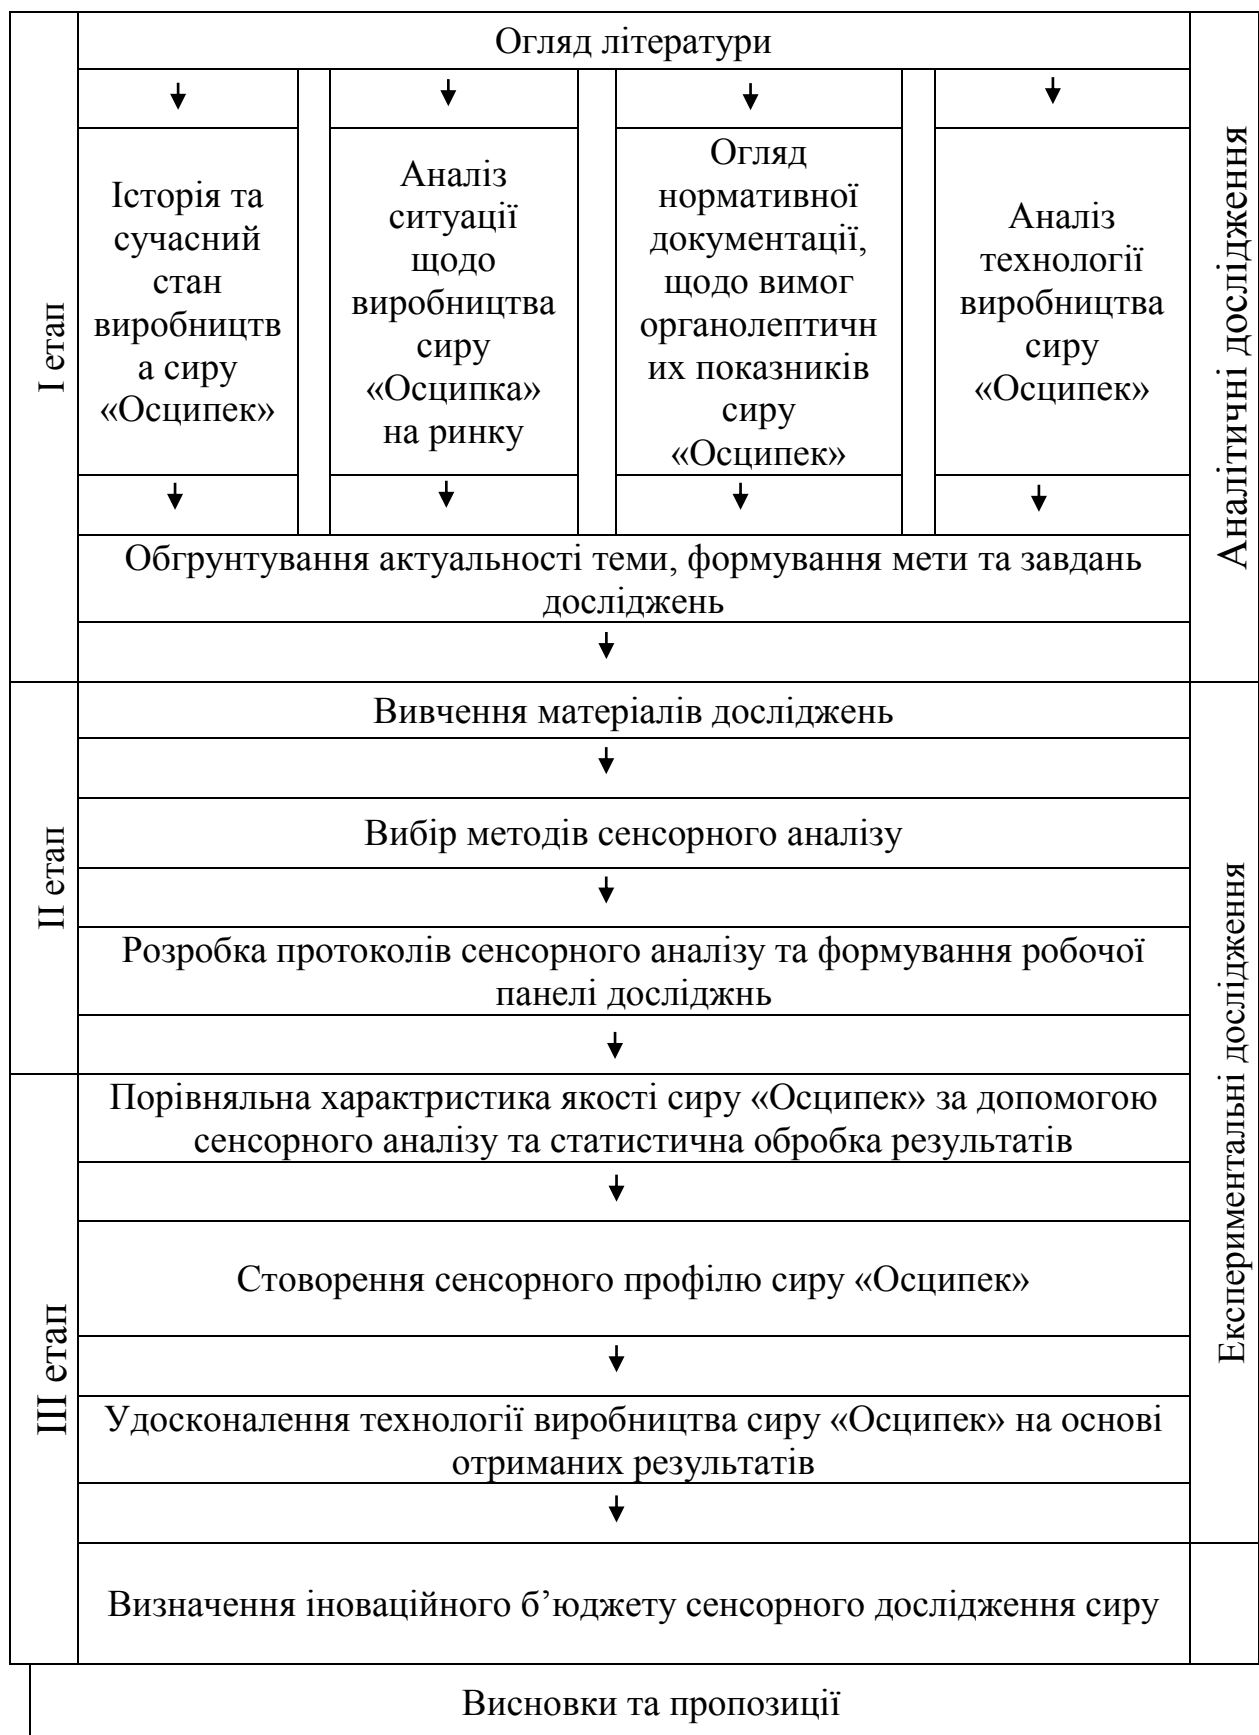 Огляд літератури
Історія та
сучасний
стан
виробництв
а сиру
«Осципек»
Аналіз
ситуації
щодо
виробництва
сиру
«Осципка»
на ринку
Огляд
нормативної
документації,
щодо вимог
органолептичн
их показників
сиру
«Осципек»
Аналіз
технології
виробництва
сиру
«Осципек»
Обгрунтування актуальності теми, формування мети та завдань
досліджень
І етап
Аналітичні дослідження
Вивчення матеріалів досліджень
Вибір методів сенсорного аналізу
Розробка протоколів сенсорного аналізу та формування робочої
панелі досліджнь
ІІ етап
Порівняльна характристика якості сиру «Осципек» за допомогою
сенсорного аналізу та статистична обробка результатів
Стоворення сенсорного профілю сиру «Осципек»
Удосконалення технології виробництва сиру «Осципек» на основі
отриманих результатів
Експериментальні дослідження
Визначення іноваційного б’юджету сенсорного дослідження сиру
ІІІ етап
Висновки та пропозиції